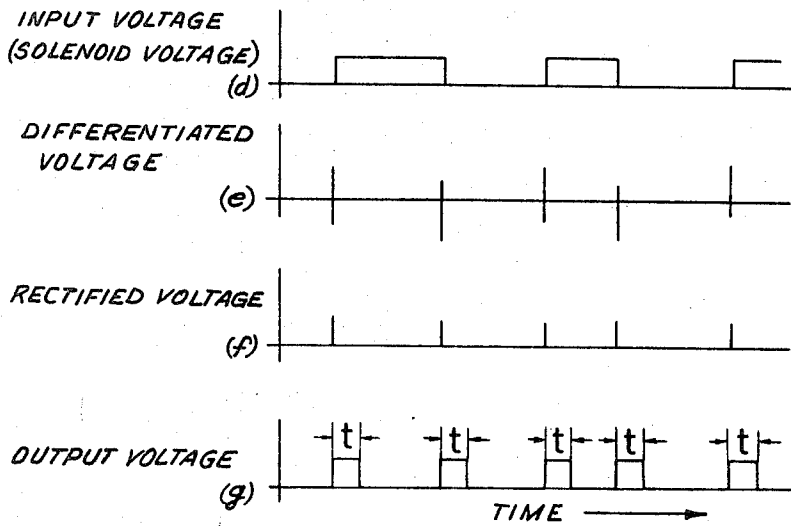 INPUT VOLTAGE
(SOLENOID VOLTAGE)
(d)
DIFFERENTIATED
VOLTAGE
(e)
RECTIFIED VOLTAGE
(f)
t t t t t
OUTPUT VOLTAGE
(g)
TIME